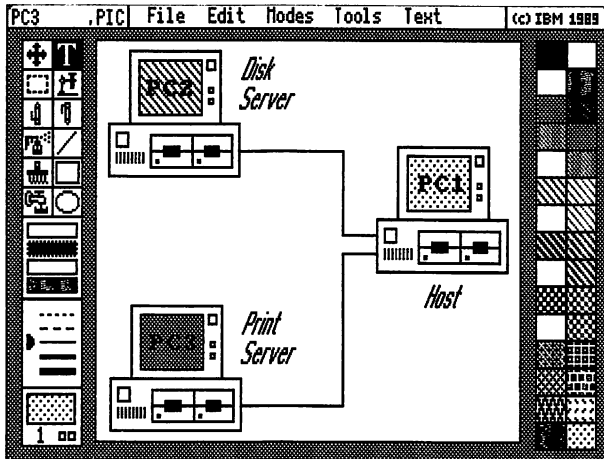 PC3 .PIC File Edit Modes Tools Text (c) IBM 1989
T
PC2
Disk
Server
PC1
Host
PC3
Print
Server
1